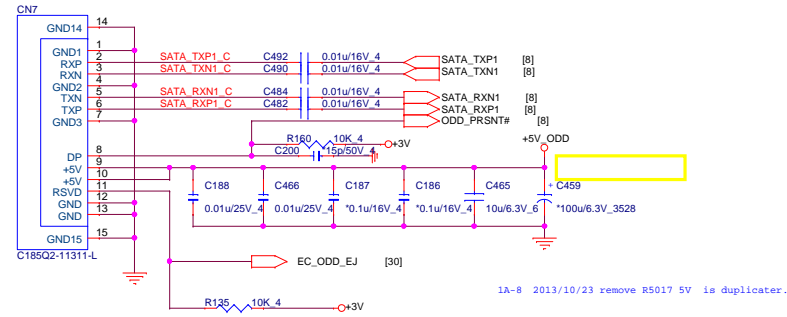 CN7
GND14 14
GND1 1
RXP 2 SATA_TXP1_C C492 0.01u/16V_4 SATA_TXP1 [8]
RXN 3 SATA_TXN1_C C490 0.01u/16V_4 SATA_TXN1 [8]
GND2 4
TXN 5 SATA_RXN1_C C484 0.01u/16V_4 SATA_RXN1 [8]
TXP 6 SATA_RXP1_C C482 0.01u/16V_4 SATA_RXP1 [8]
GND3 7 ODD_PRSNT# [8]
R160 10K_4 +3V +5V_ODD
DP 8 C200 15p/50V_4
+5V 9
+5V 10 C188 C466 C187 C186 C465 + C459
RSVD 11
GND 12 0.01u/25V_4 0.01u/25V_4 *0.1u/16V_4 *0.1u/16V_4 10u/6.3V_6 *100u/6.3V_3528
GND 13
GND15 15
C185Q2-11311-L
EC_ODD_EJ [30]
1A-8 2013/10/23 remove R5017 5V is duplicater.
R135 10K_4 +3V